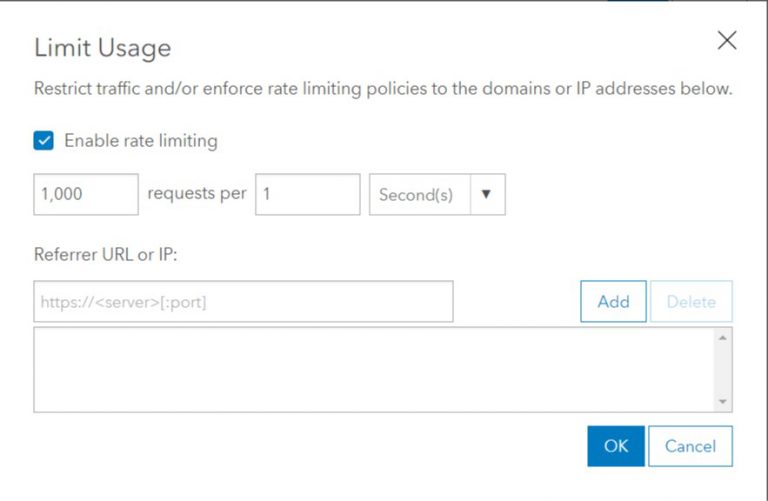 Limit Usage
Restrict traffic and/or enforce rate limiting policies to the domains or IP addresses below.
Enable rate limiting
1,000 requests per 1 Second(s)
Referrer URL or IP:
https://<server>[:port] Add Delete
OK Cancel